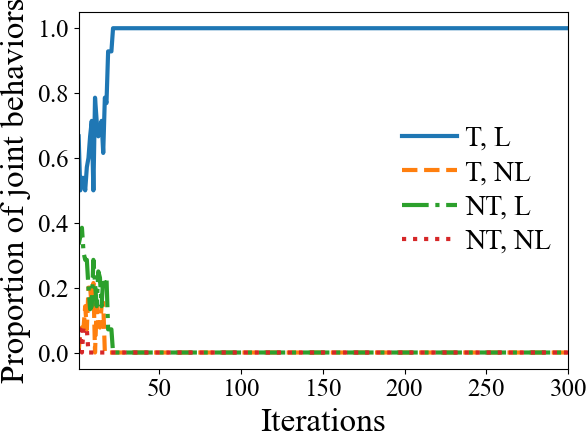 Proportion of joint behaviors
1.0
0.8
0.6
0.4
0.2
0.0
T, L
T, NL
NT, L
NT, NL
50 100 150 200 250 300
Iterations